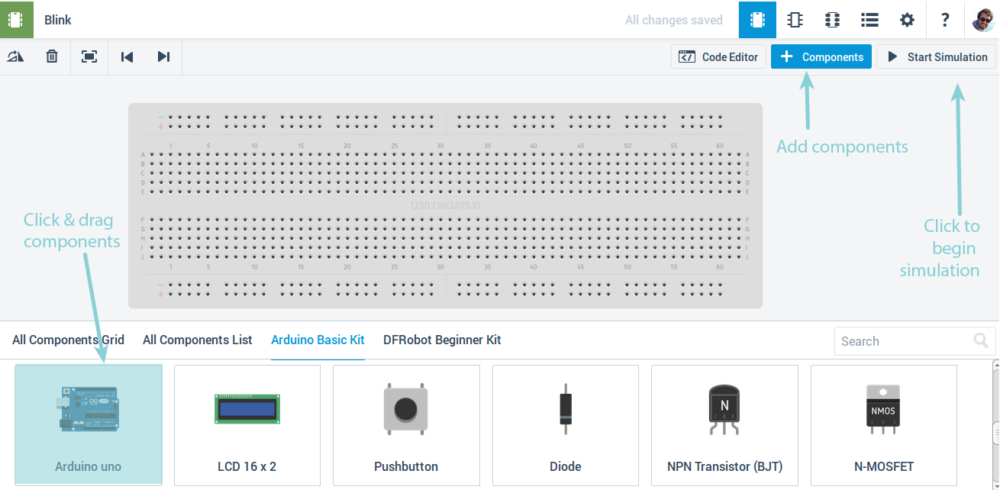 Blink
All changes saved
?
Code Editor
Components
Start Simulation
Add components
Click & drag
components
Click to
begin
simulation
- +
1 5 10 15 20 25 30 35 40 45 50 55 60
A A
B B
C C
D D
E E
123D.CIRCUITS.IO
F F
G G
H H
I I
J J
1 5 10 15 20 25 30 35 40 45 50 55 60
- +
All Components Grid
All Components List
Arduino Basic Kit
DFRobot Beginner Kit
Search
Arduino uno
LCD 16 x 2
Pushbutton
Diode
N
C B E
NPN Transistor (BJT)
NMOS
G D S
N-MOSFET